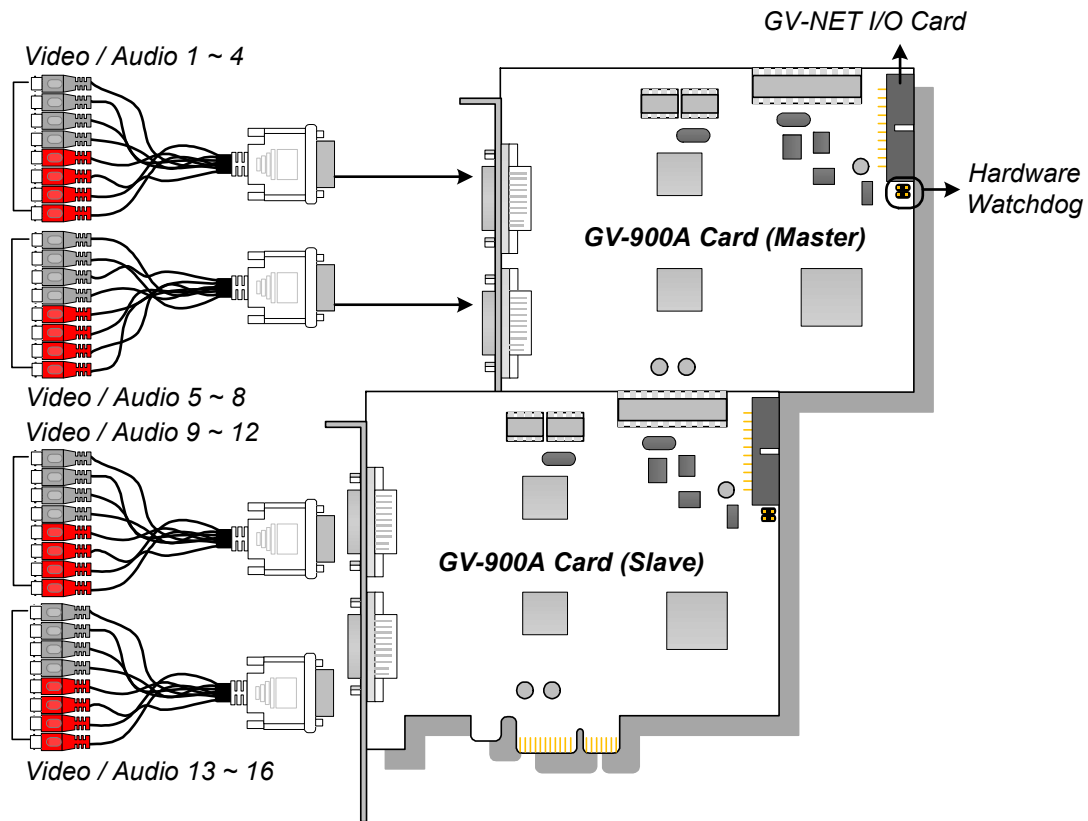 GV-NET I/O Card
Video / Audio 1 ~ 4
Hardware
Watchdog
GV-900A Card (Master)
Video / Audio 5 ~ 8
Video / Audio 9 ~ 12
GV-900A Card (Slave)
Video / Audio 13 ~ 16